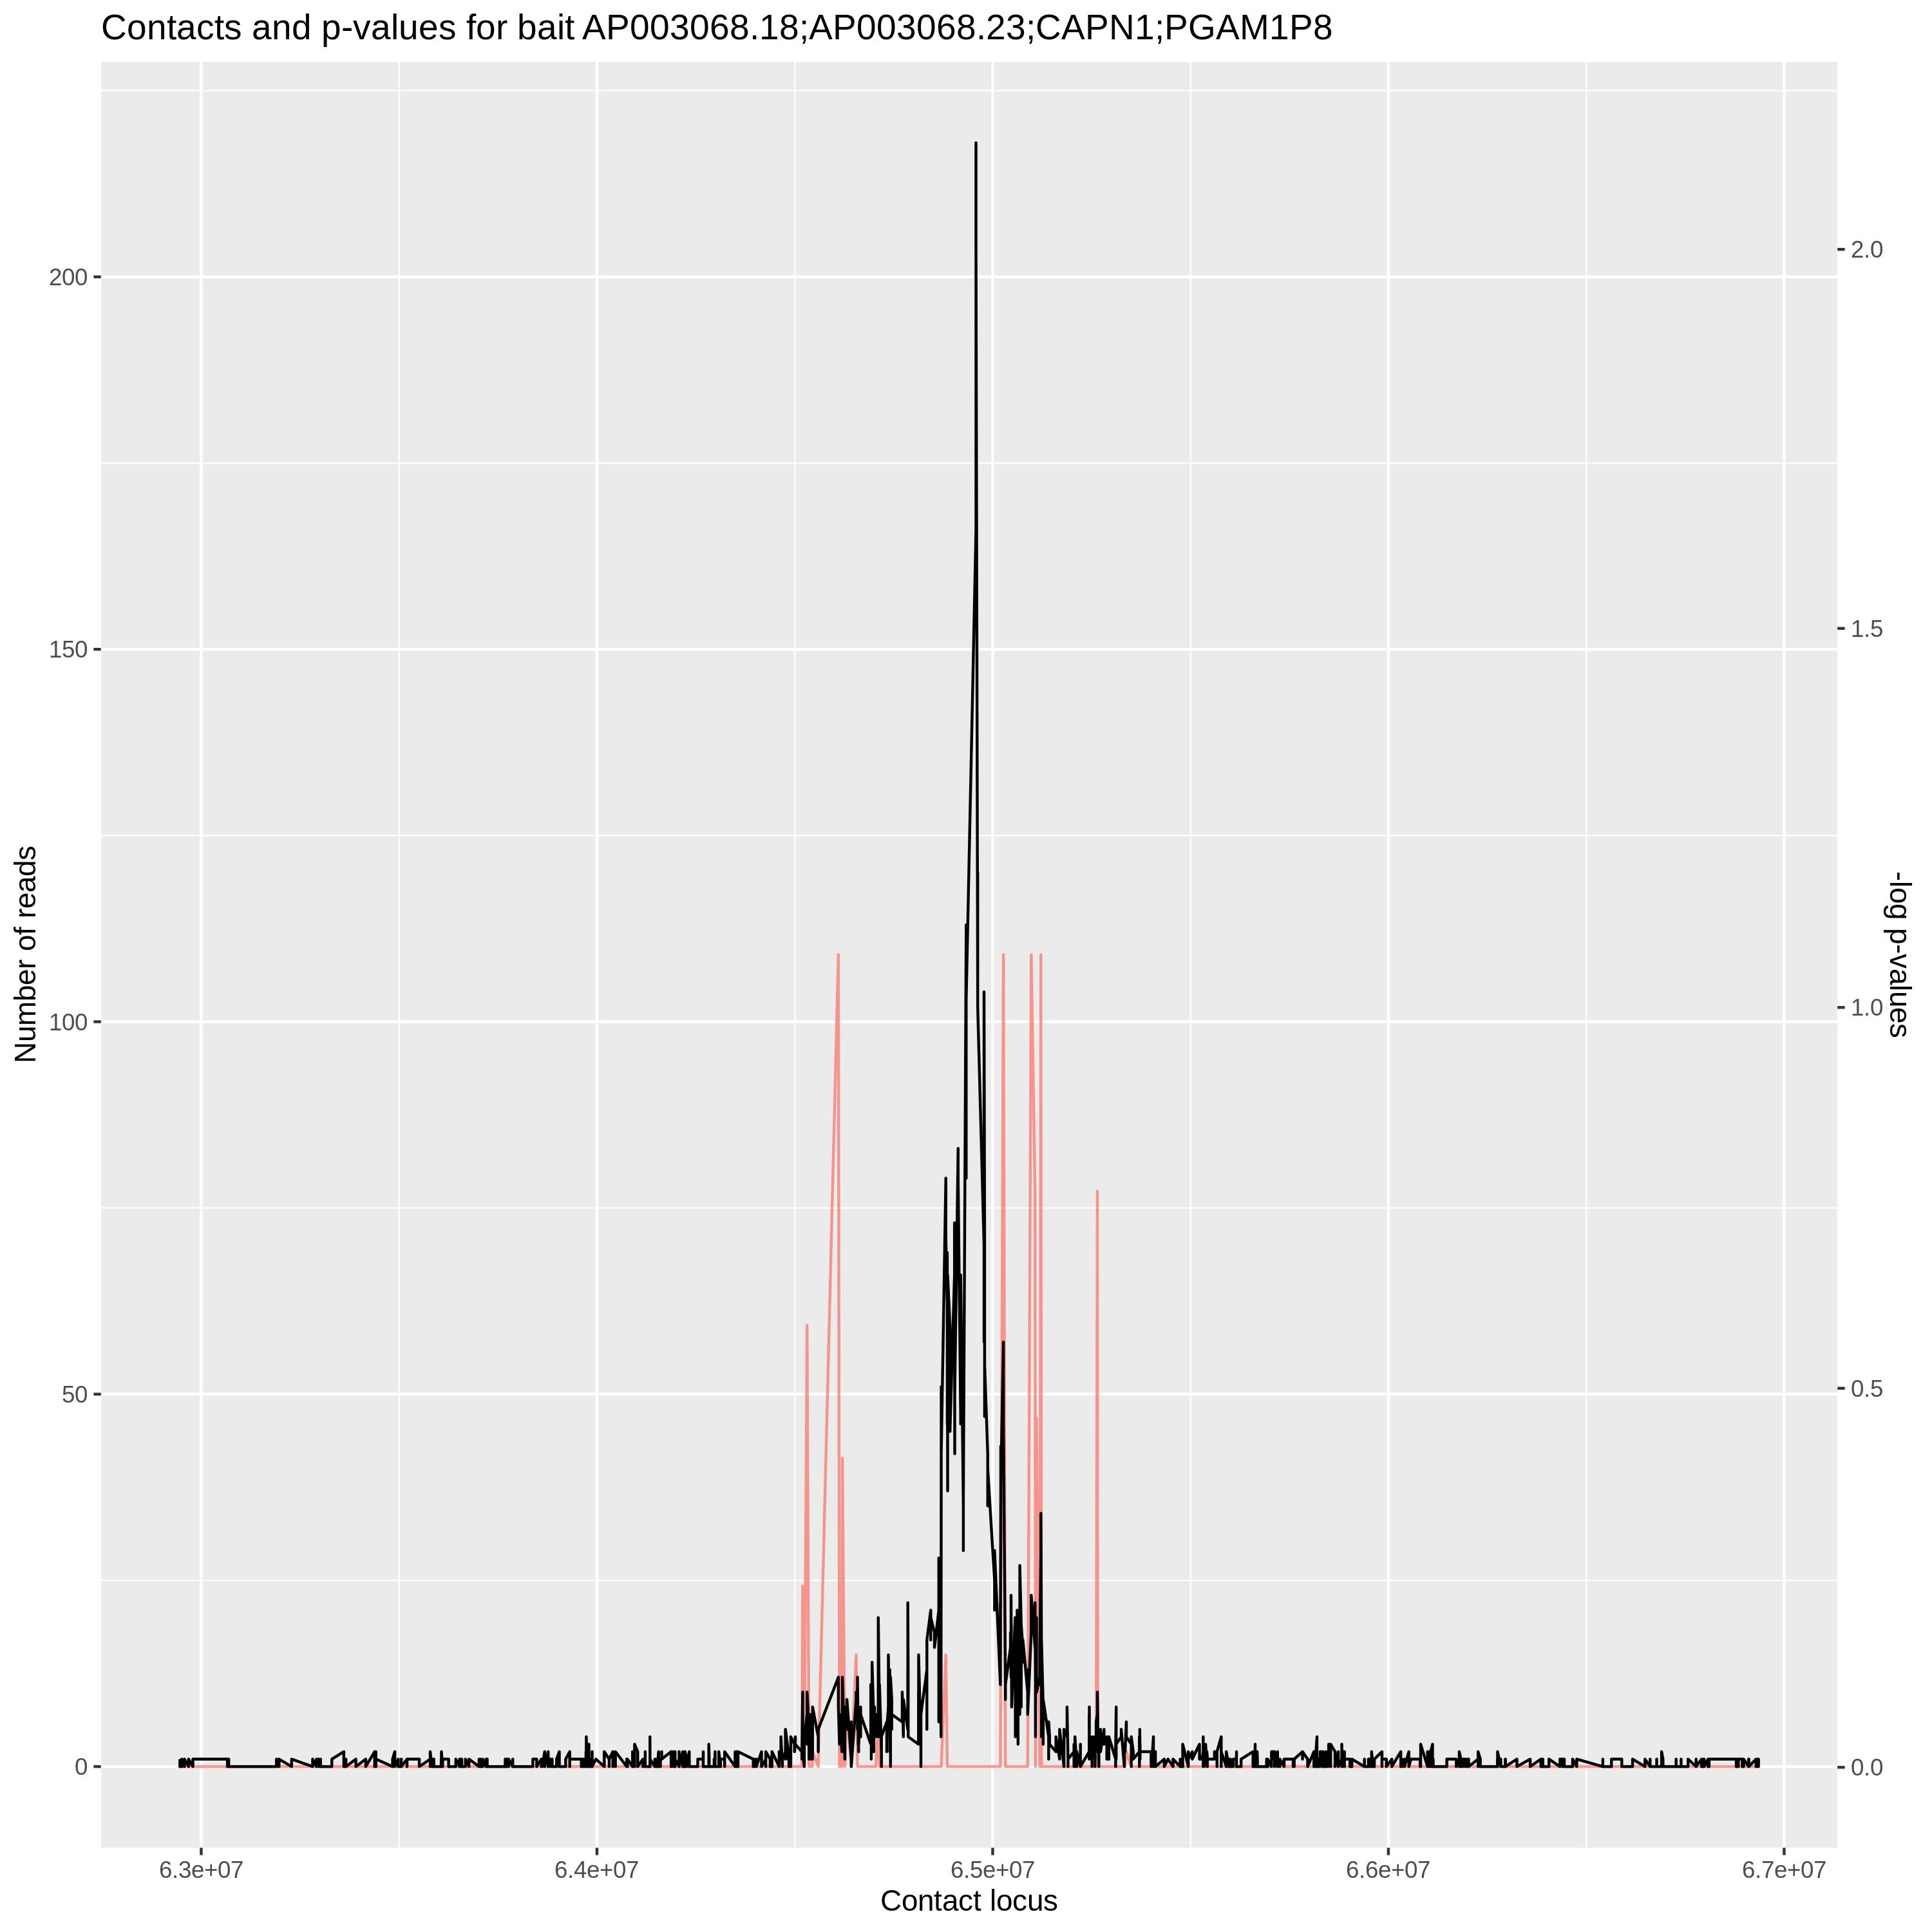 Contacts and p-values for bait AP003068.18;AP003068.23;CAPN1;PGAM1P8
200
150
100
50
0
Number of reads
2.0
1.5
1.0
0.5
0.0
-log p-values
6.3e+07 6.4e+07 6.5e+07 6.6e+07 6.7e+07
Contact locus